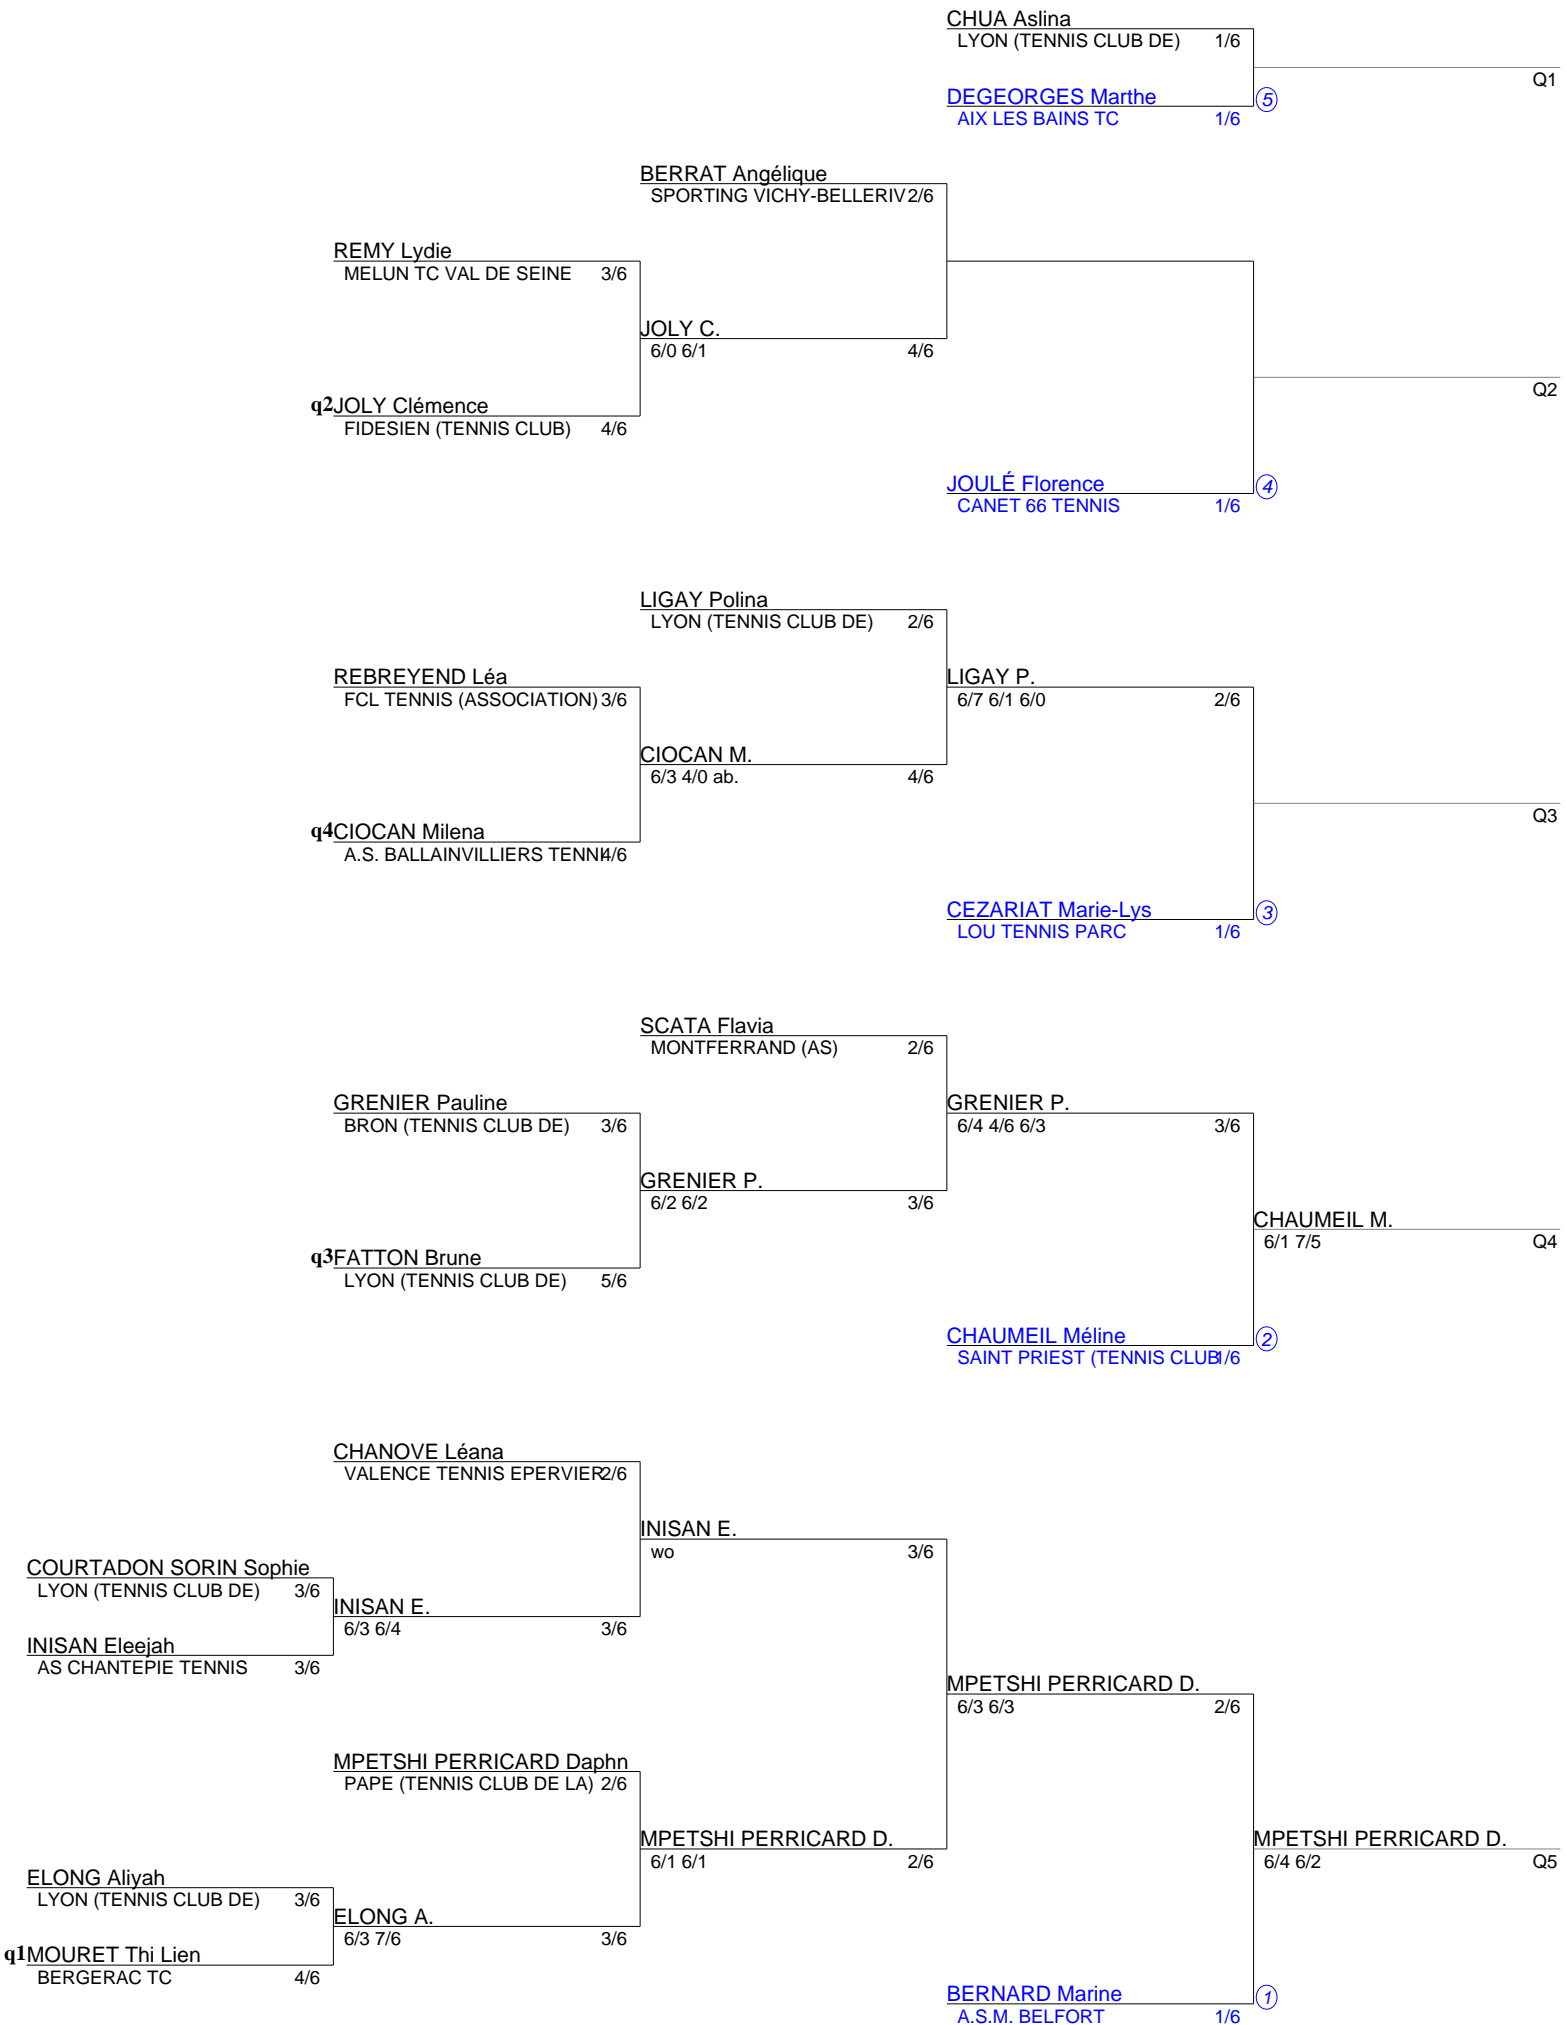 CHUA Aslina
LYON (TENNIS CLUB DE) 1/6
Q1
DEGEORGES Marthe 5
AIX LES BAINS TC 1/6
BERRAT Angélique
SPORTING VICHY-BELLERIV 2/6
REMY Lydie
MELUN TC VAL DE SEINE 3/6
JOLY C.
6/0 6/1 4/6
Q2
q2 JOLY Clémence
FIDESIEN (TENNIS CLUB) 4/6
JOULÉ Florence 4
CANET 66 TENNIS 1/6
LIGAY Polina
LYON (TENNIS CLUB DE) 2/6
REBREYEND Léa LIGAY P.
FCL TENNIS (ASSOCIATION) 3/6 6/7 6/1 6/0 2/6
CIOCAN M.
6/3 4/0 ab. 4/6
Q3
q4 CIOCAN Milena
A.S. BALLAINVILLIERS TENNI 4/6
CEZARIAT Marie-Lys 3
LOU TENNIS PARC 1/6
SCATA Flavia
MONTFERRAND (AS) 2/6
GRENIER Pauline GRENIER P.
BRON (TENNIS CLUB DE) 3/6 6/4 4/6 6/3 3/6
GRENIER P.
6/2 6/2 3/6
CHAUMEIL M.
6/1 7/5 Q4
q3 FATTON Brune
LYON (TENNIS CLUB DE) 5/6
CHAUMEIL Méline 2
SAINT PRIEST (TENNIS CLUB 1/6
CHANOVE Léana
VALENCE TENNIS EPERVIER 2/6
INISAN E.
wo 3/6
COURTADON SORIN Sophie
LYON (TENNIS CLUB DE) 3/6
INISAN E.
6/3 6/4 3/6
INISAN Eleejah
AS CHANTEPIE TENNIS 3/6
MPETSHI PERRICARD D.
6/3 6/3 2/6
MPETSHI PERRICARD Daphn
PAPE (TENNIS CLUB DE LA) 2/6
MPETSHI PERRICARD D. MPETSHI PERRICARD D.
6/1 6/1 2/6 6/4 6/2 Q5
ELONG Aliyah
LYON (TENNIS CLUB DE) 3/6
ELONG A.
6/3 7/6 3/6
q1 MOURET Thi Lien
BERGERAC TC 4/6
BERNARD Marine 1
A.S.M. BELFORT 1/6